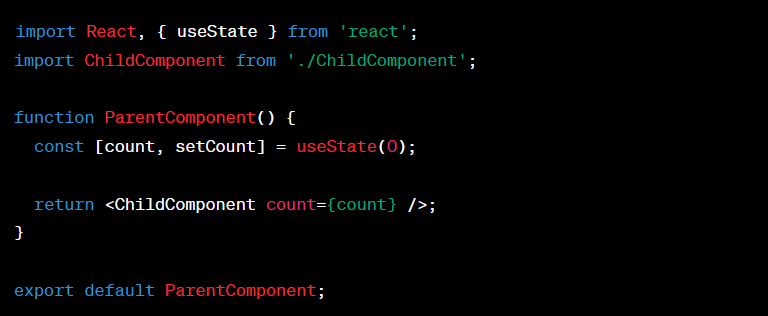 import React, { useState } from 'react';
import ChildComponent from './ChildComponent';
function ParentComponent() {
  const [count, setCount] = useState(0);
  return <ChildComponent count={count} />;
}
export default ParentComponent;